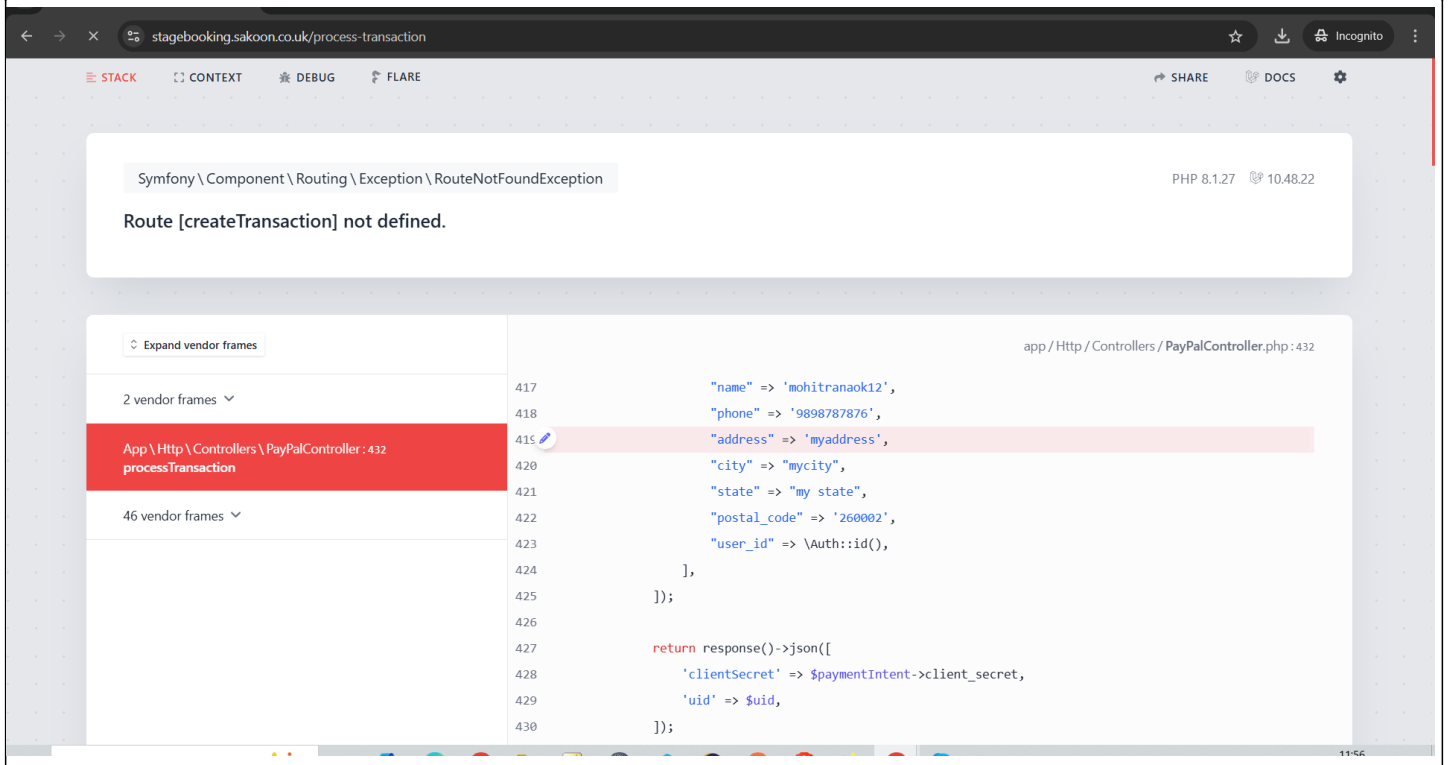 stagebooking.sakoon.co.uk/process-transaction
Incognito
STACK CONTEXT DEBUG FLARE SHARE DOCS
Symfony \ Component \ Routing \ Exception \ RouteNotFoundException
PHP 8.1.27 10.48.22
Route [createTransaction] not defined.
Expand vendor frames
app / Http / Controllers / PayPalController.php : 432
2 vendor frames
App \ Http \ Controllers \ PayPalController : 432
processTransaction
46 vendor frames
417 "name" => 'mohitranaok12',
418 "phone" => '9898787876',
419 "address" => 'myaddress',
420 "city" => "mycity",
421 "state" => "my state",
422 "postal_code" => '260002',
423 "user_id" => \Auth::id(),
424 ],
425 ]);
426
427 return response()->json([
428 'clientSecret' => $paymentIntent->client_secret,
429 'uid' => $uid,
430 ]);
11:56